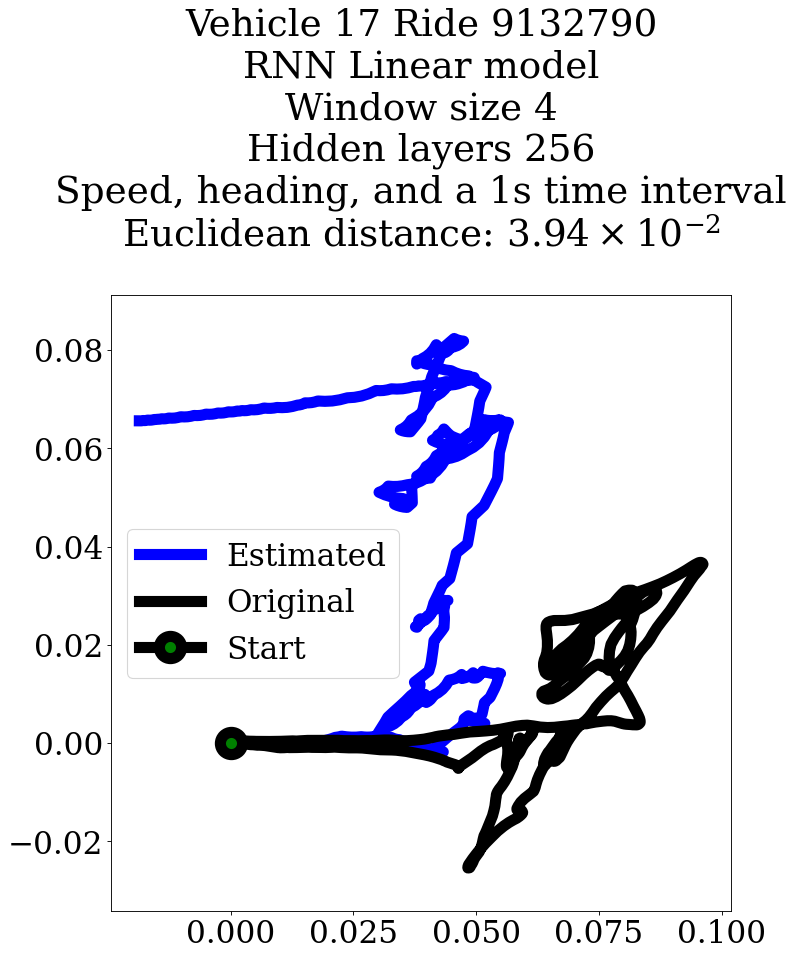 Vehicle 17 Ride 9132790
RNN Linear model
Window size 4
Hidden layers 256
Speed, heading, and a 1s time interval
Euclidean distance: 3.94 × 10⁻²
0.08
0.06
0.04
0.02
0.00
−0.02
Estimated
Original
Start
0.000 0.025 0.050 0.075 0.100